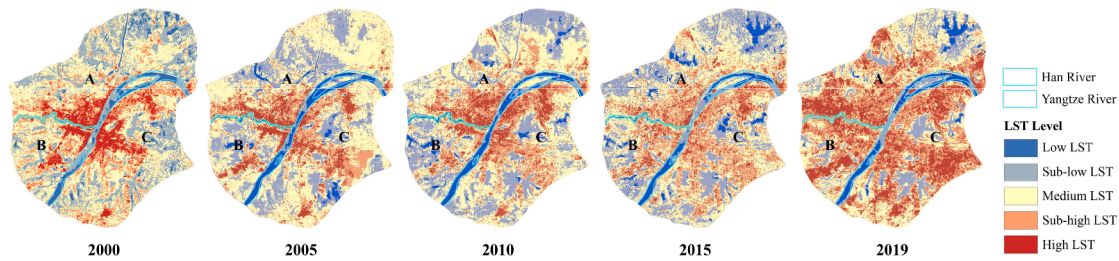 A
B
C
2000
A
B
C
2005
A
B
C
2010
A
B
C
2015
A
B
C
2019
Han River
Yangtze River
LST Level
Low LST
Sub-low LST
Medium LST
Sub-high LST
High LST